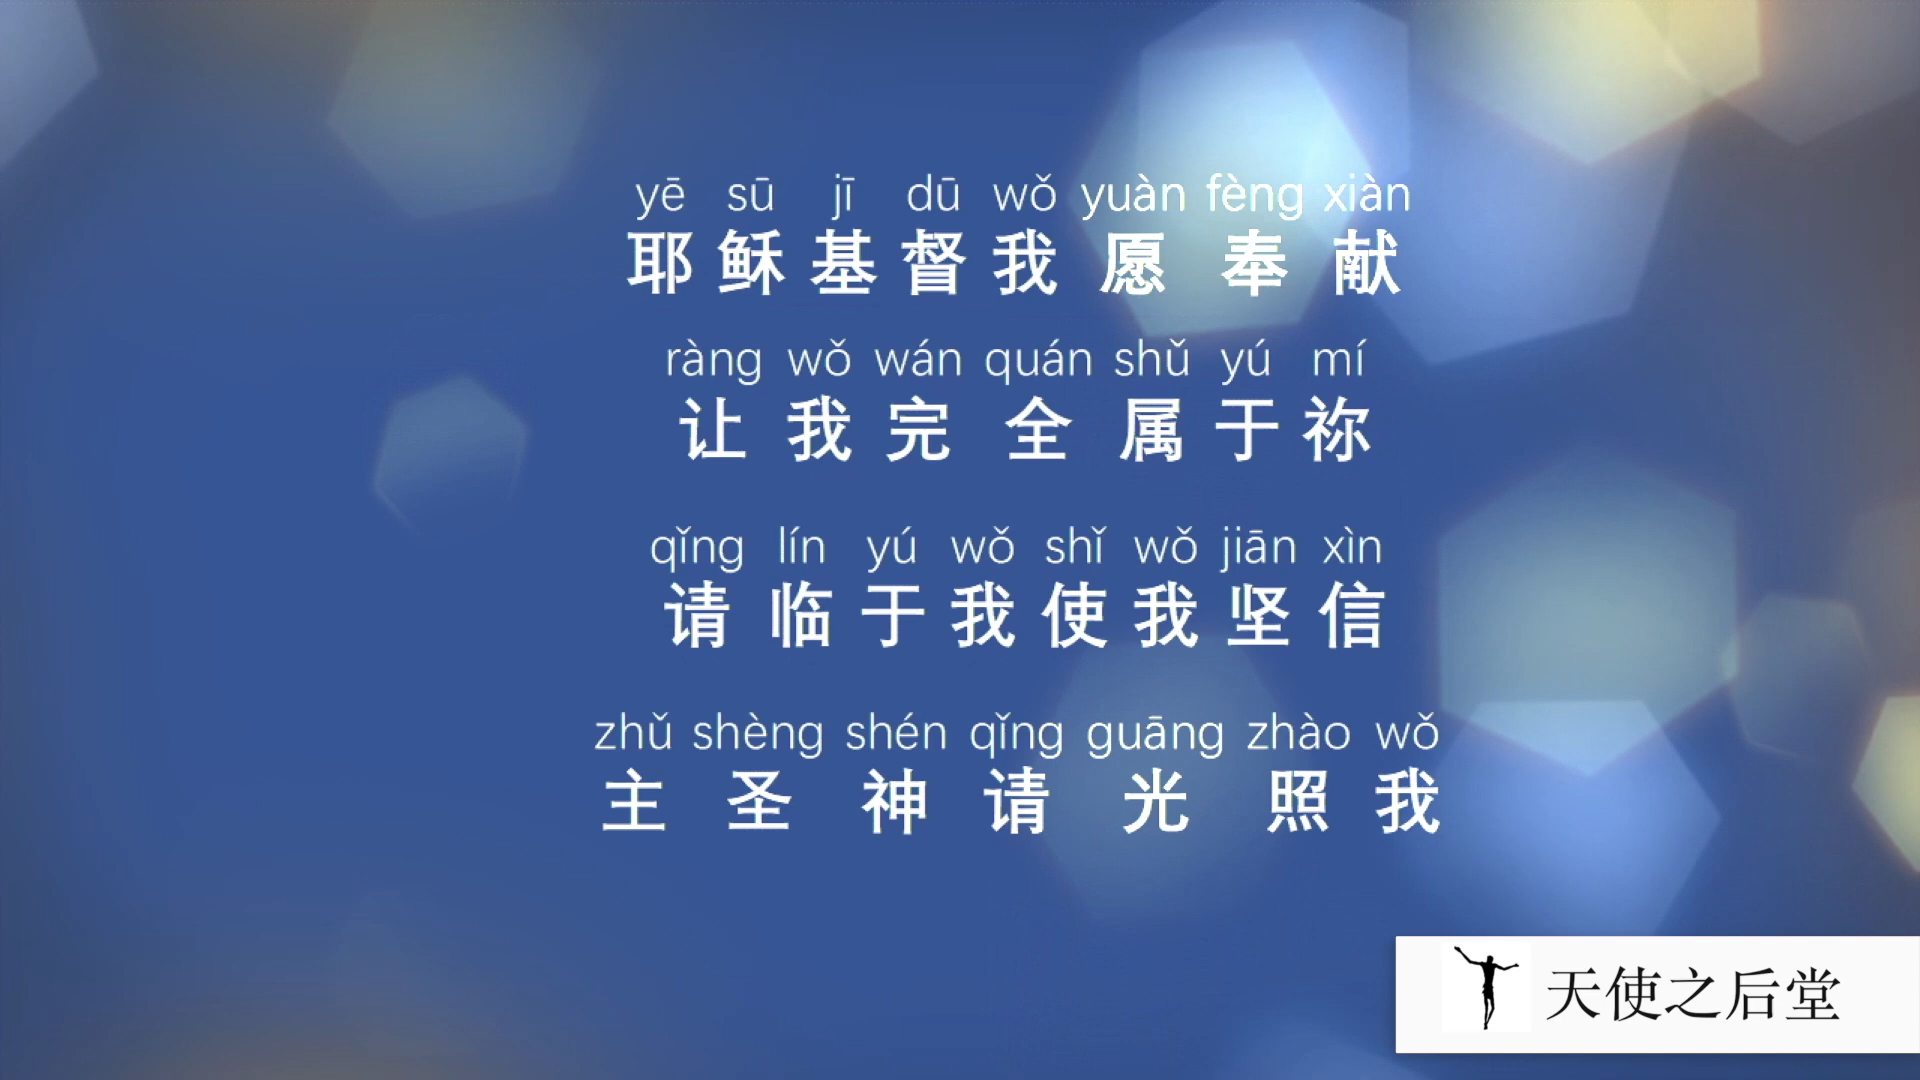 yē sū jī dū wǒ yuàn fèng xiàn
耶稣基督我愿奉献
ràng wǒ wán quán shǔ yú mí
让我完全属于祢
qǐng lín yú wǒ shǐ wǒ jiān xìn
请临于我使我坚信
zhǔ shèng shén qǐng guāng zhào wǒ
主圣神请光照我
天使之后堂